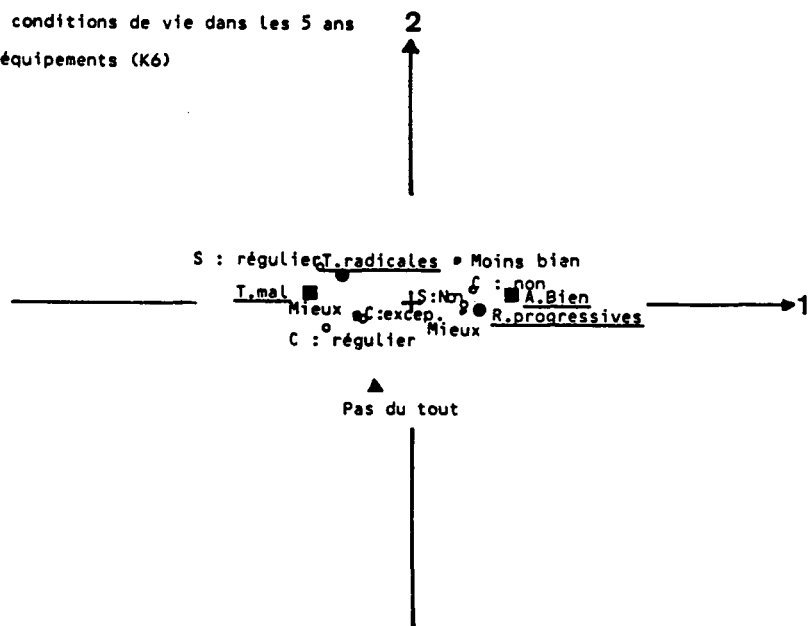 conditions de vie dans les 5 ans
2
équipements (K6)
S : régulier T.radicales Moins bien
C : non
T.mal S:Non A.Bien 1
Mieux C:excep. R.progressives
Mieux
C : régulier
Pas du tout